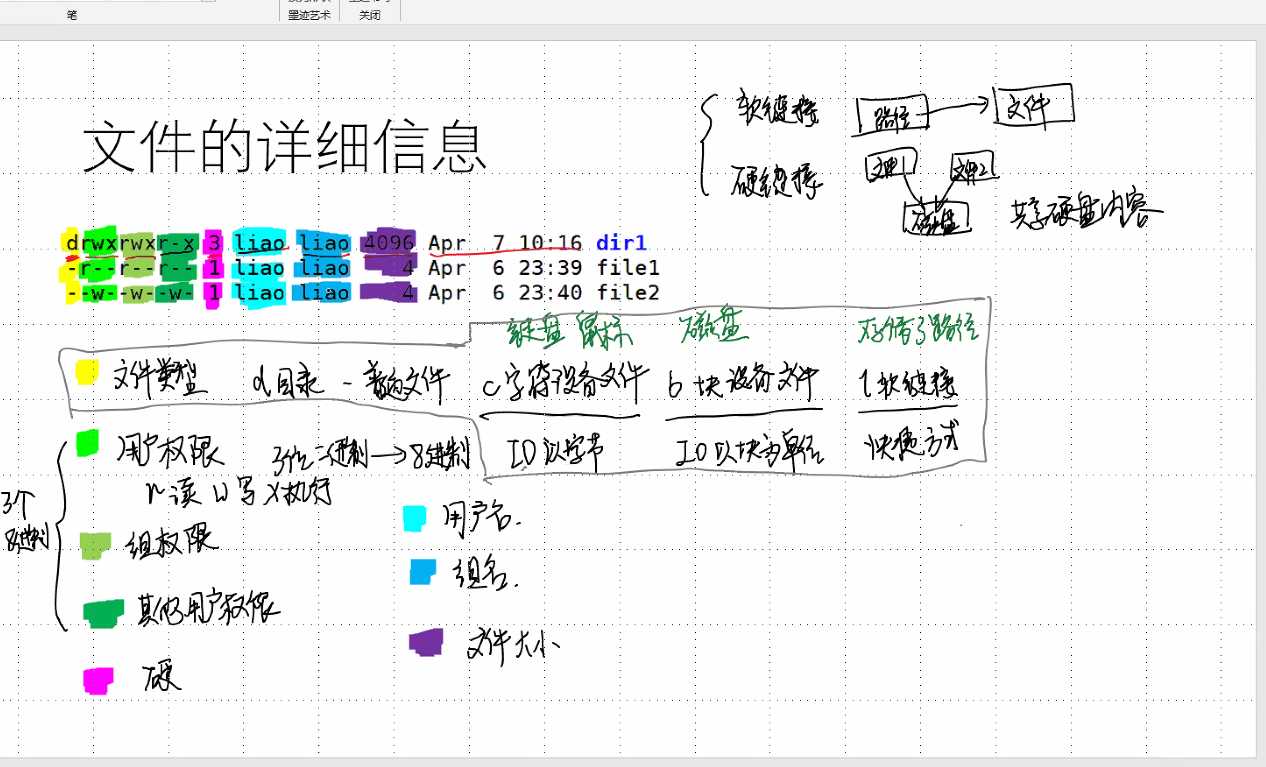 笔
墨迹艺术
关闭
文件的详细信息
软链接 路径 文件
硬链接 文件1 文件2
磁盘 共享硬盘内容
drwxrwxr-x 3 liao liao 4096 Apr 7 10:16 dir1
-r--r--r-- 1 liao liao 4 Apr 6 23:39 file1
--w--w--w- 1 liao liao 4 Apr 6 23:40 file2
键盘 鼠标 磁盘 存储了路径
文件类型 d目录 - 普通文件 c字符设备文件 b 块设备文件 l 软链接
IO以字节 IO以块为单位 快捷方式
用户权限 3位二进制→8进制
r读 w写 x执行
3个
8进制
组权限
其他用户权限
硬
用户名.
组名.
文件大小